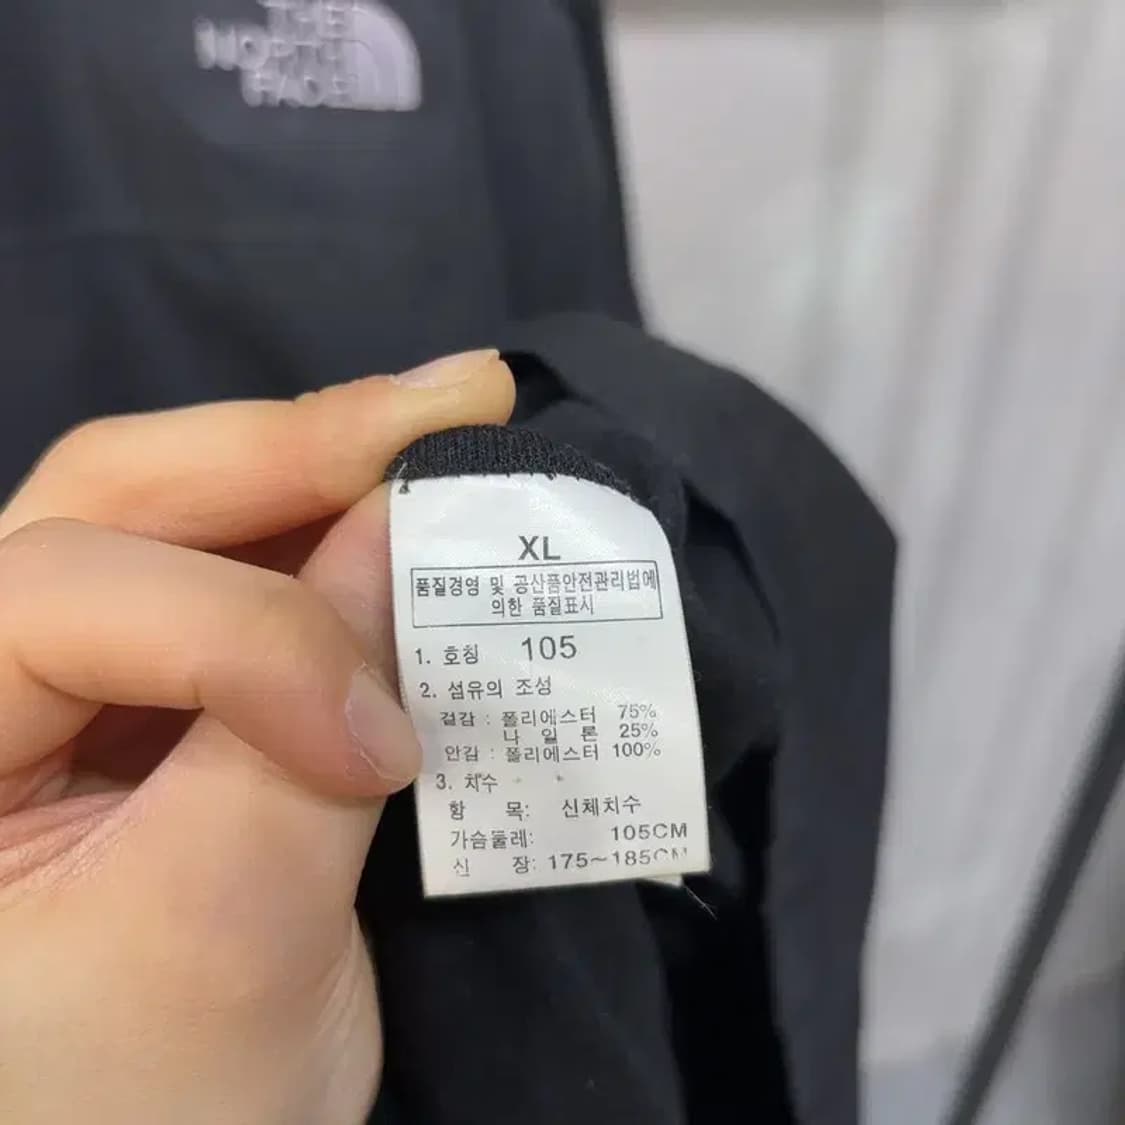 THE
NORTH
FACE
XL
품질경영 및 공산품안전관리법에
의한 품질표시
1. 호칭 105
2. 섬유의 조성
겉감 : 폴리에스터 75%
나 일 론 25%
안감 : 폴리에스터 100%
3. 치수
항 목: 신체치수
가슴둘레: 105CM
신 장: 175~185CM